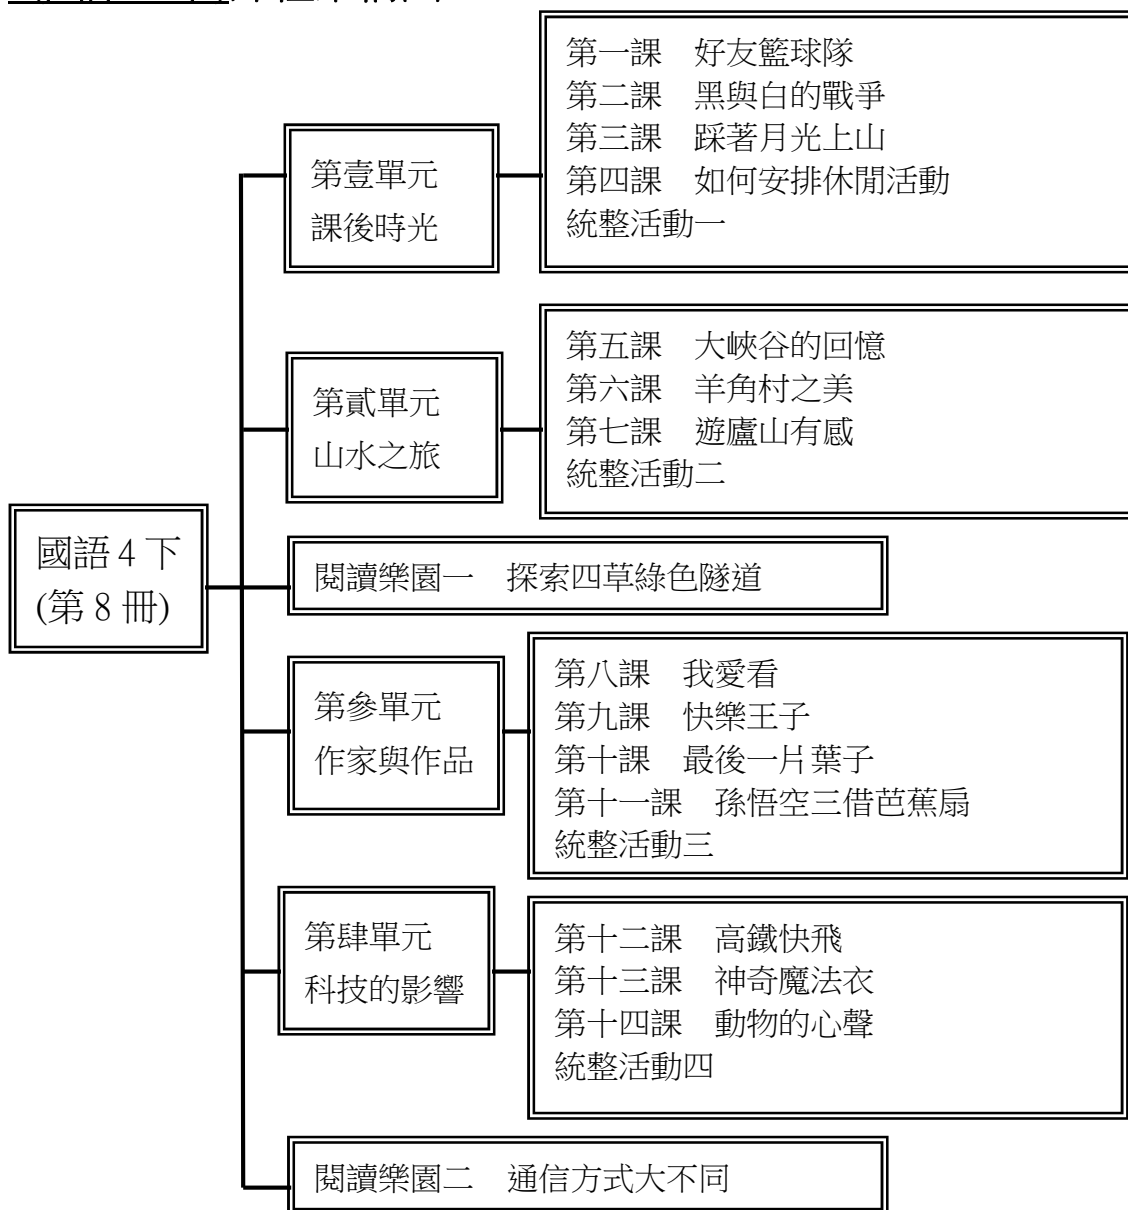 第一課　好友籃球隊
第二課　黑與白的戰爭
第三課　踩著月光上山
第四課　如何安排休閒活動
統整活動一
第壹單元
課後時光
第五課　大峽谷的回憶
第六課　羊角村之美
第七課　遊廬山有感
統整活動二
第貳單元
山水之旅
國語 4 下
(第 8 冊)
閱讀樂園一　探索四草綠色隧道
第八課　我愛看
第九課　快樂王子
第十課　最後一片葉子
第十一課　孫悟空三借芭蕉扇
統整活動三
第參單元
作家與作品
第十二課　高鐵快飛
第十三課　神奇魔法衣
第十四課　動物的心聲
統整活動四
第肆單元
科技的影響
閱讀樂園二　通信方式大不同